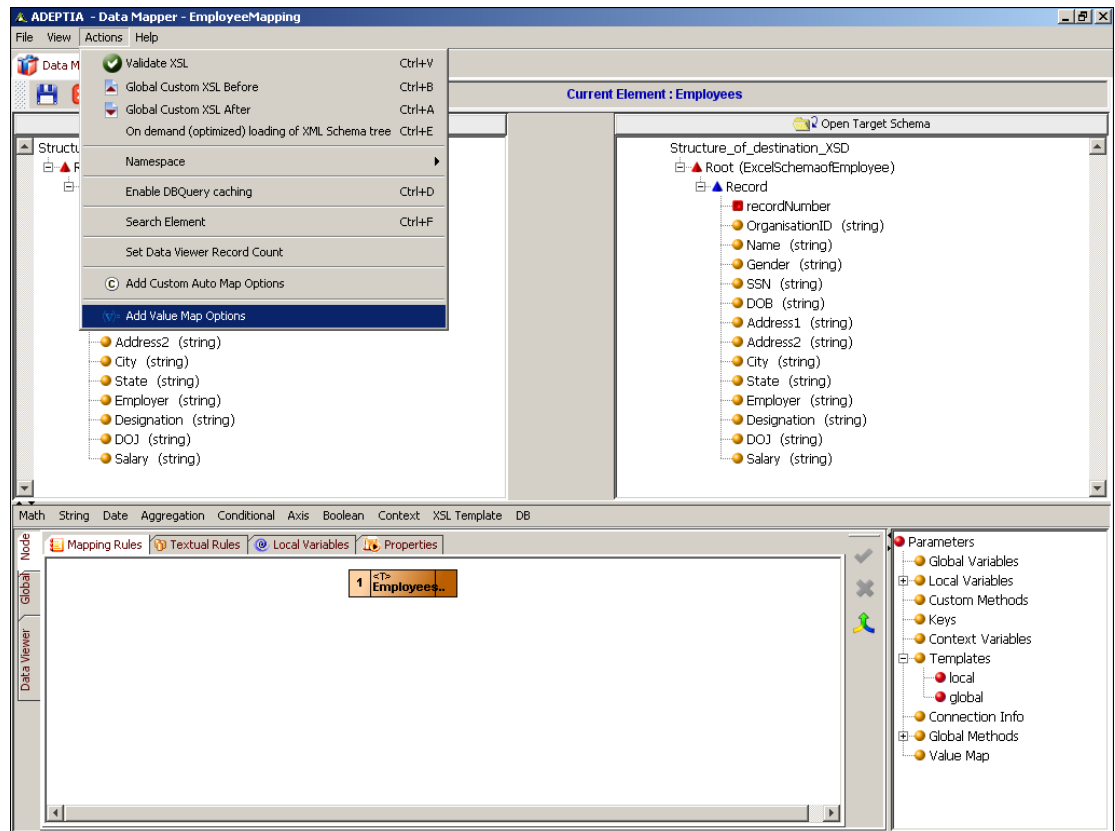 ADEPTIA - Data Mapper - EmployeeMapping
File View Actions Help
Data M
Validate XSL Ctrl+V
Global Custom XSL Before Ctrl+B
Global Custom XSL After Ctrl+A
On demand (optimized) loading of XML Schema tree Ctrl+E
Namespace
Enable DBQuery caching Ctrl+D
Search Element Ctrl+F
Set Data Viewer Record Count
C Add Custom Auto Map Options
(v)= Add Value Map Options
Current Element : Employees
Structu
R
Address2 (string)
City (string)
State (string)
Employer (string)
Designation (string)
DOJ (string)
Salary (string)
Open Target Schema
Structure_of_destination_XSD
Root (ExcelSchemaofEmployee)
Record
recordNumber
OrganisationID (string)
Name (string)
Gender (string)
SSN (string)
DOB (string)
Address1 (string)
Address2 (string)
City (string)
State (string)
Employer (string)
Designation (string)
DOJ (string)
Salary (string)
Math String Date Aggregation Conditional Axis Boolean Context XSL Template DB
Node
Global
Data Viewer
Mapping Rules Textual Rules @ Local Variables Properties
1 <T>
Employees..
Parameters
Global Variables
Local Variables
Custom Methods
Keys
Context Variables
Templates
local
global
Connection Info
Global Methods
Value Map